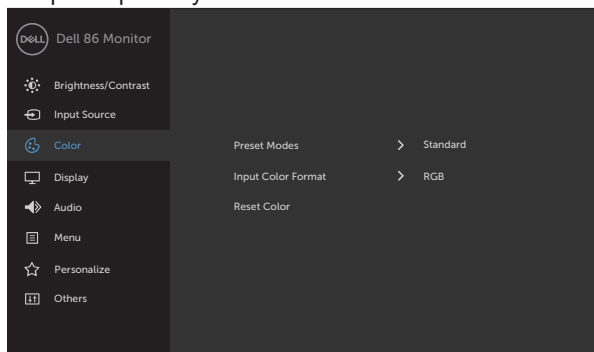 DELL
Dell 86 Monitor
Brightness/Contrast
Input Source
Color
Preset Modes
Standard
Display
Input Color Format
RGB
Audio
Reset Color
Menu
Personalize
Others